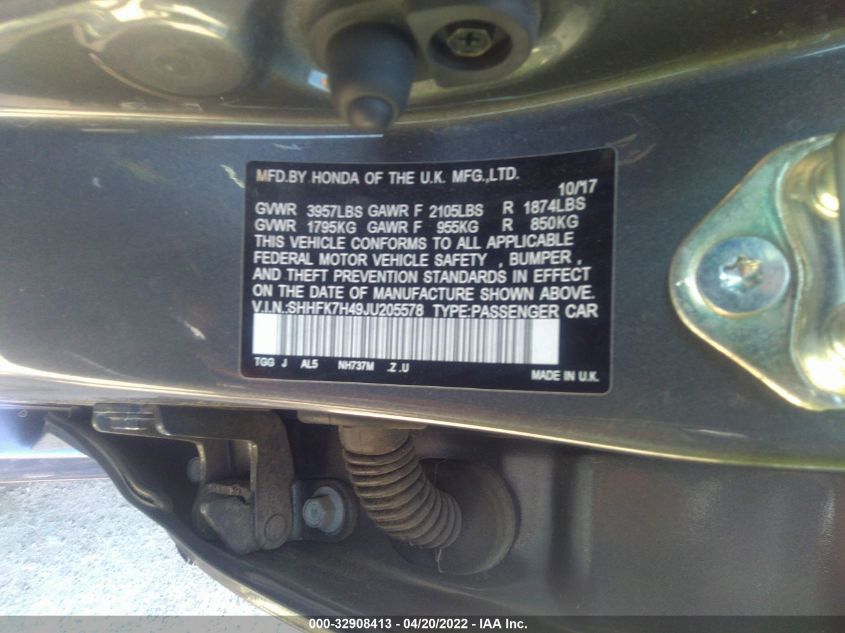 MFD.BY HONDA OF THE U.K. MFG.,LTD.
10/17
GVWR 3957LBS GAWR F 2105LBS R 1874LBS
GVWR 1795KG GAWR F 955KG R 850KG
THIS VEHICLE CONFORMS TO ALL APPLICABLE
FEDERAL MOTOR VEHICLE SAFETY , BUMPER ,
AND THEFT PREVENTION STANDARDS IN EFFECT
ON THE DATE OF MANUFACTURE SHOWN ABOVE.
V.I.N.:SHHFK7H49JU205578 TYPE:PASSENGER CAR
TGG J AL5 NH737M .Z .U
MADE IN U.K.
000-32908413 - 04/20/2022 - IAA Inc.